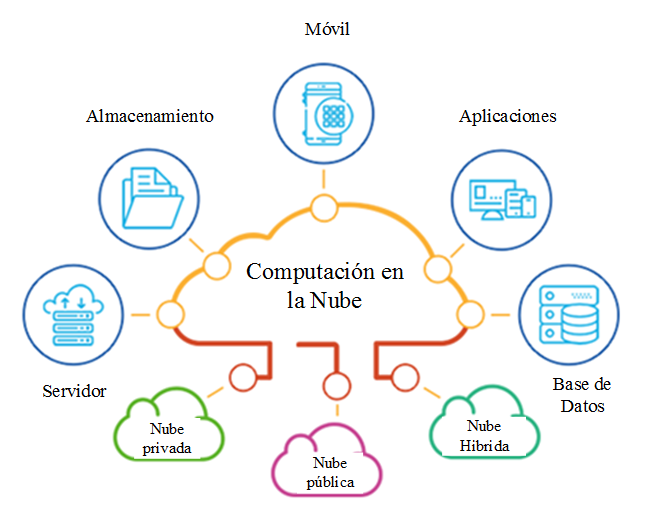 Móvil
Almacenamiento
Aplicaciones
Computación en
la Nube
Servidor
Base de
Datos
Nube
privada
Nube
pública
Nube
Hibrida